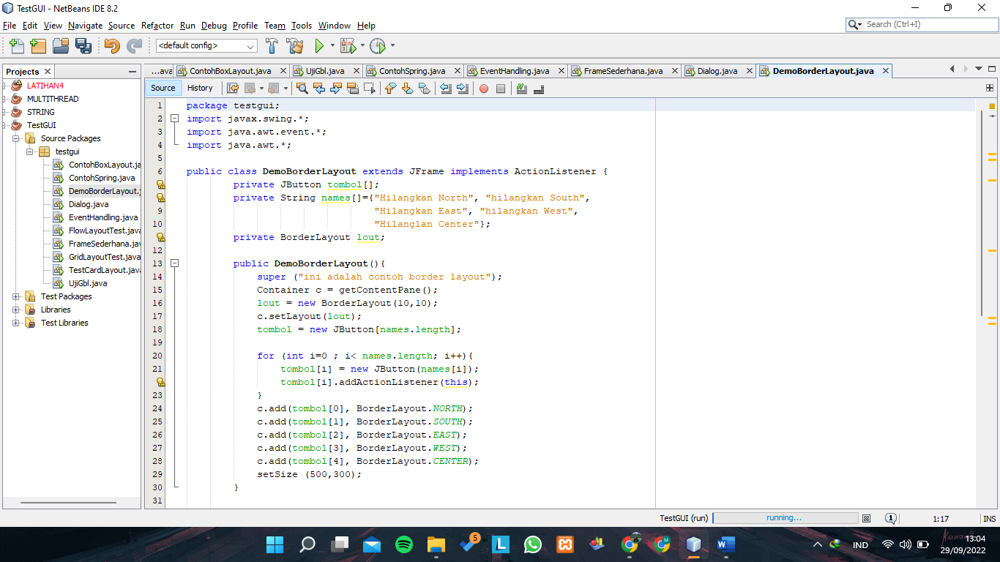 TestGUI - NetBeans IDE 8.2
File Edit View Navigate Source Refactor Run Debug Profile Team Tools Window Help
Search (Ctrl+I)
<default config>
Projects
...ava ContohBoxLayout.java UjiGbl.java ContohSpring.java EventHandling.java FrameSederhana.java Dialog.java DemoBorderLayout.java
LATIHAN4
MULTITHREAD
STRING
TestGUI
Source Packages
testgui
ContohBoxLayout.ja
ContohSpring.java
DemoBorderLayout.j
Dialog.java
EventHandling.java
FlowLayoutTest.java
FrameSederhana.jav
GridLayoutTest.java
TestCardLayout.java
UjiGbl.java
Test Packages
Libraries
Test Libraries
Source History
1 package testgui;
2 import javax.swing.*;
3 import java.awt.event.*;
4 import java.awt.*;
5
6 public class DemoBorderLayout extends JFrame implements ActionListener {
private JButton tombol[];
private String names[]={"Hilangkan North", "hilangkan South",
9 "Hilangkan East", "hilangkan West",
10 "Hilanglan Center"};
private BorderLayout lout;
12
13 public DemoBorderLayout(){
14 super ("ini adalah contoh border layout");
15 Container c = getContentPane();
16 lout = new BorderLayout(10,10);
17 c.setLayout(lout);
18 tombol = new JButton[names.length];
19
20 for (int i=0 ; i< names.length; i++){
21 tombol[i] = new JButton(names[i]);
tombol[i].addActionListener(this);
23 }
24 c.add(tombol[0], BorderLayout.NORTH);
25 c.add(tombol[1], BorderLayout.SOUTH);
26 c.add(tombol[2], BorderLayout.EAST);
27 c.add(tombol[3], BorderLayout.WEST);
28 c.add(tombol[4], BorderLayout.CENTER);
29 setSize (500,300);
30 }
31
TestGUI (run) running... 1 1:17 INS
5 L W IND 13:04
29/09/2022